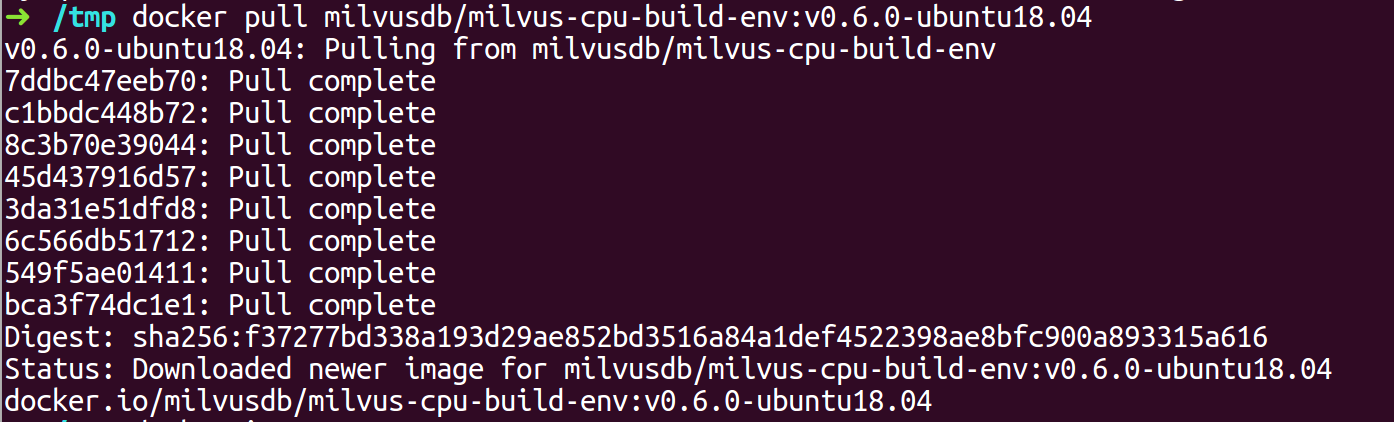 ➜ /tmp docker pull milvusdb/milvus-cpu-build-env:v0.6.0-ubuntu18.04
v0.6.0-ubuntu18.04: Pulling from milvusdb/milvus-cpu-build-env
7ddbc47eeb70: Pull complete
c1bbdc448b72: Pull complete
8c3b70e39044: Pull complete
45d437916d57: Pull complete
3da31e51dfd8: Pull complete
6c566db51712: Pull complete
549f5ae01411: Pull complete
bca3f74dc1e1: Pull complete
Digest: sha256:f37277bd338a193d29ae852bd3516a84a1def4522398ae8bfc900a893315a616
Status: Downloaded newer image for milvusdb/milvus-cpu-build-env:v0.6.0-ubuntu18.04
docker.io/milvusdb/milvus-cpu-build-env:v0.6.0-ubuntu18.04